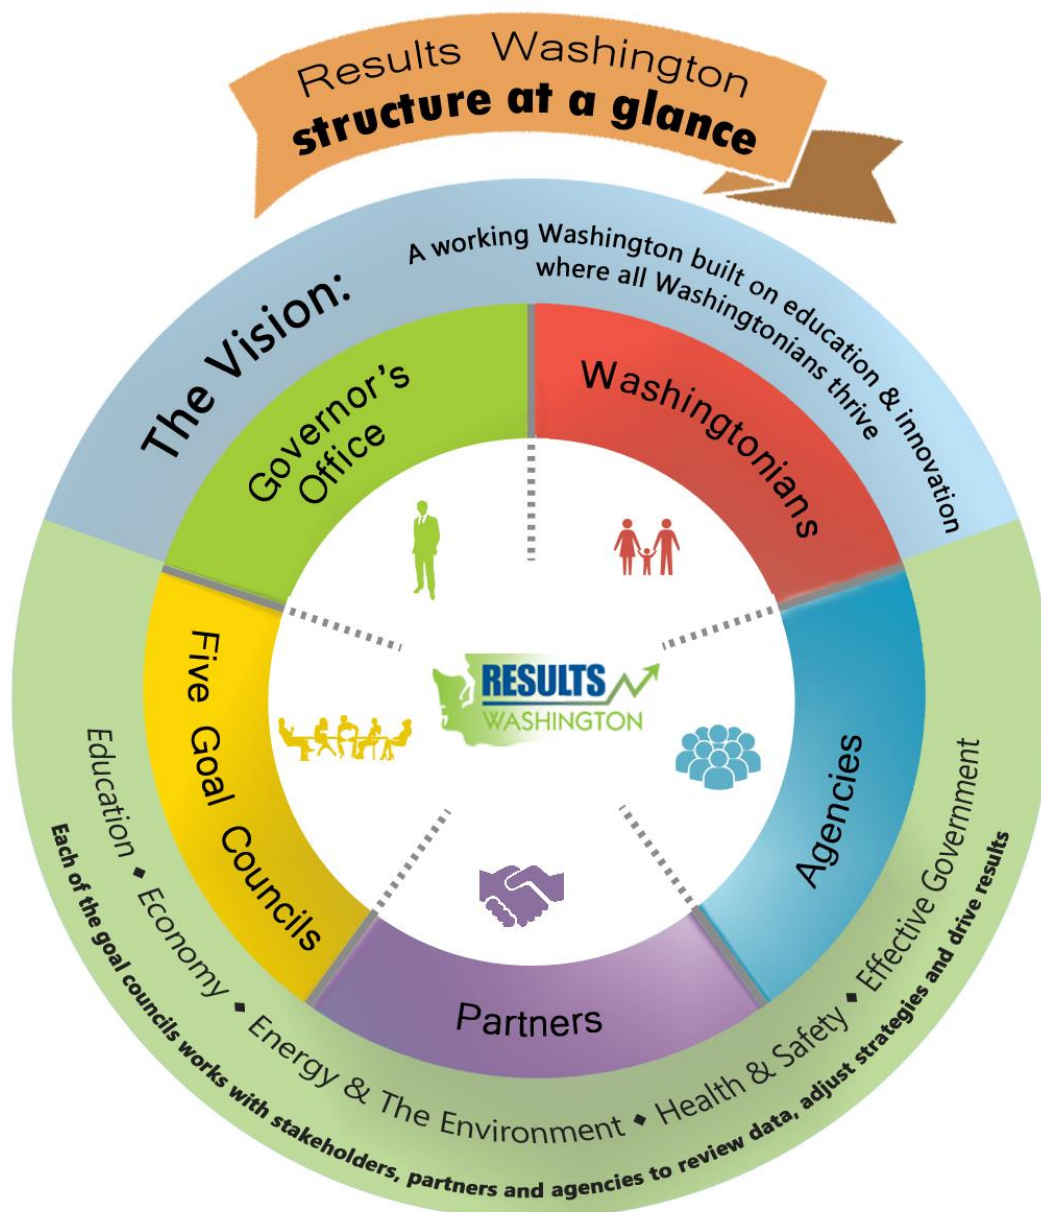 Results Washington
structure at a glance
The Vision:
A working Washington built on education & innovation
where all Washingtonians thrive
Governor's
Office
Washingtonians
Five Goal Councils
Agencies
Partners
RESULTS
WASHINGTON
Education ◆ Economy ◆ Energy & The Environment ◆ Health & Safety ◆ Effective Government
Each of the goal councils works with stakeholders, partners and agencies to review data, adjust strategies and drive results